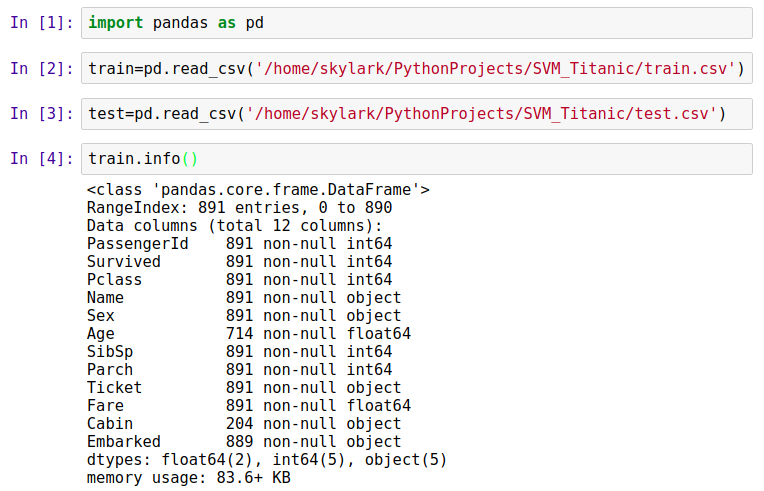 In [1]: import pandas as pd
In [2]: train=pd.read_csv('/home/skylark/PythonProjects/SVM_Titanic/train.csv')
In [3]: test=pd.read_csv('/home/skylark/PythonProjects/SVM_Titanic/test.csv')
In [4]: train.info()
<class 'pandas.core.frame.DataFrame'>
RangeIndex: 891 entries, 0 to 890
Data columns (total 12 columns):
PassengerId    891 non-null int64
Survived       891 non-null int64
Pclass         891 non-null int64
Name           891 non-null object
Sex            891 non-null object
Age            714 non-null float64
SibSp          891 non-null int64
Parch          891 non-null int64
Ticket         891 non-null object
Fare           891 non-null float64
Cabin          204 non-null object
Embarked       889 non-null object
dtypes: float64(2), int64(5), object(5)
memory usage: 83.6+ KB